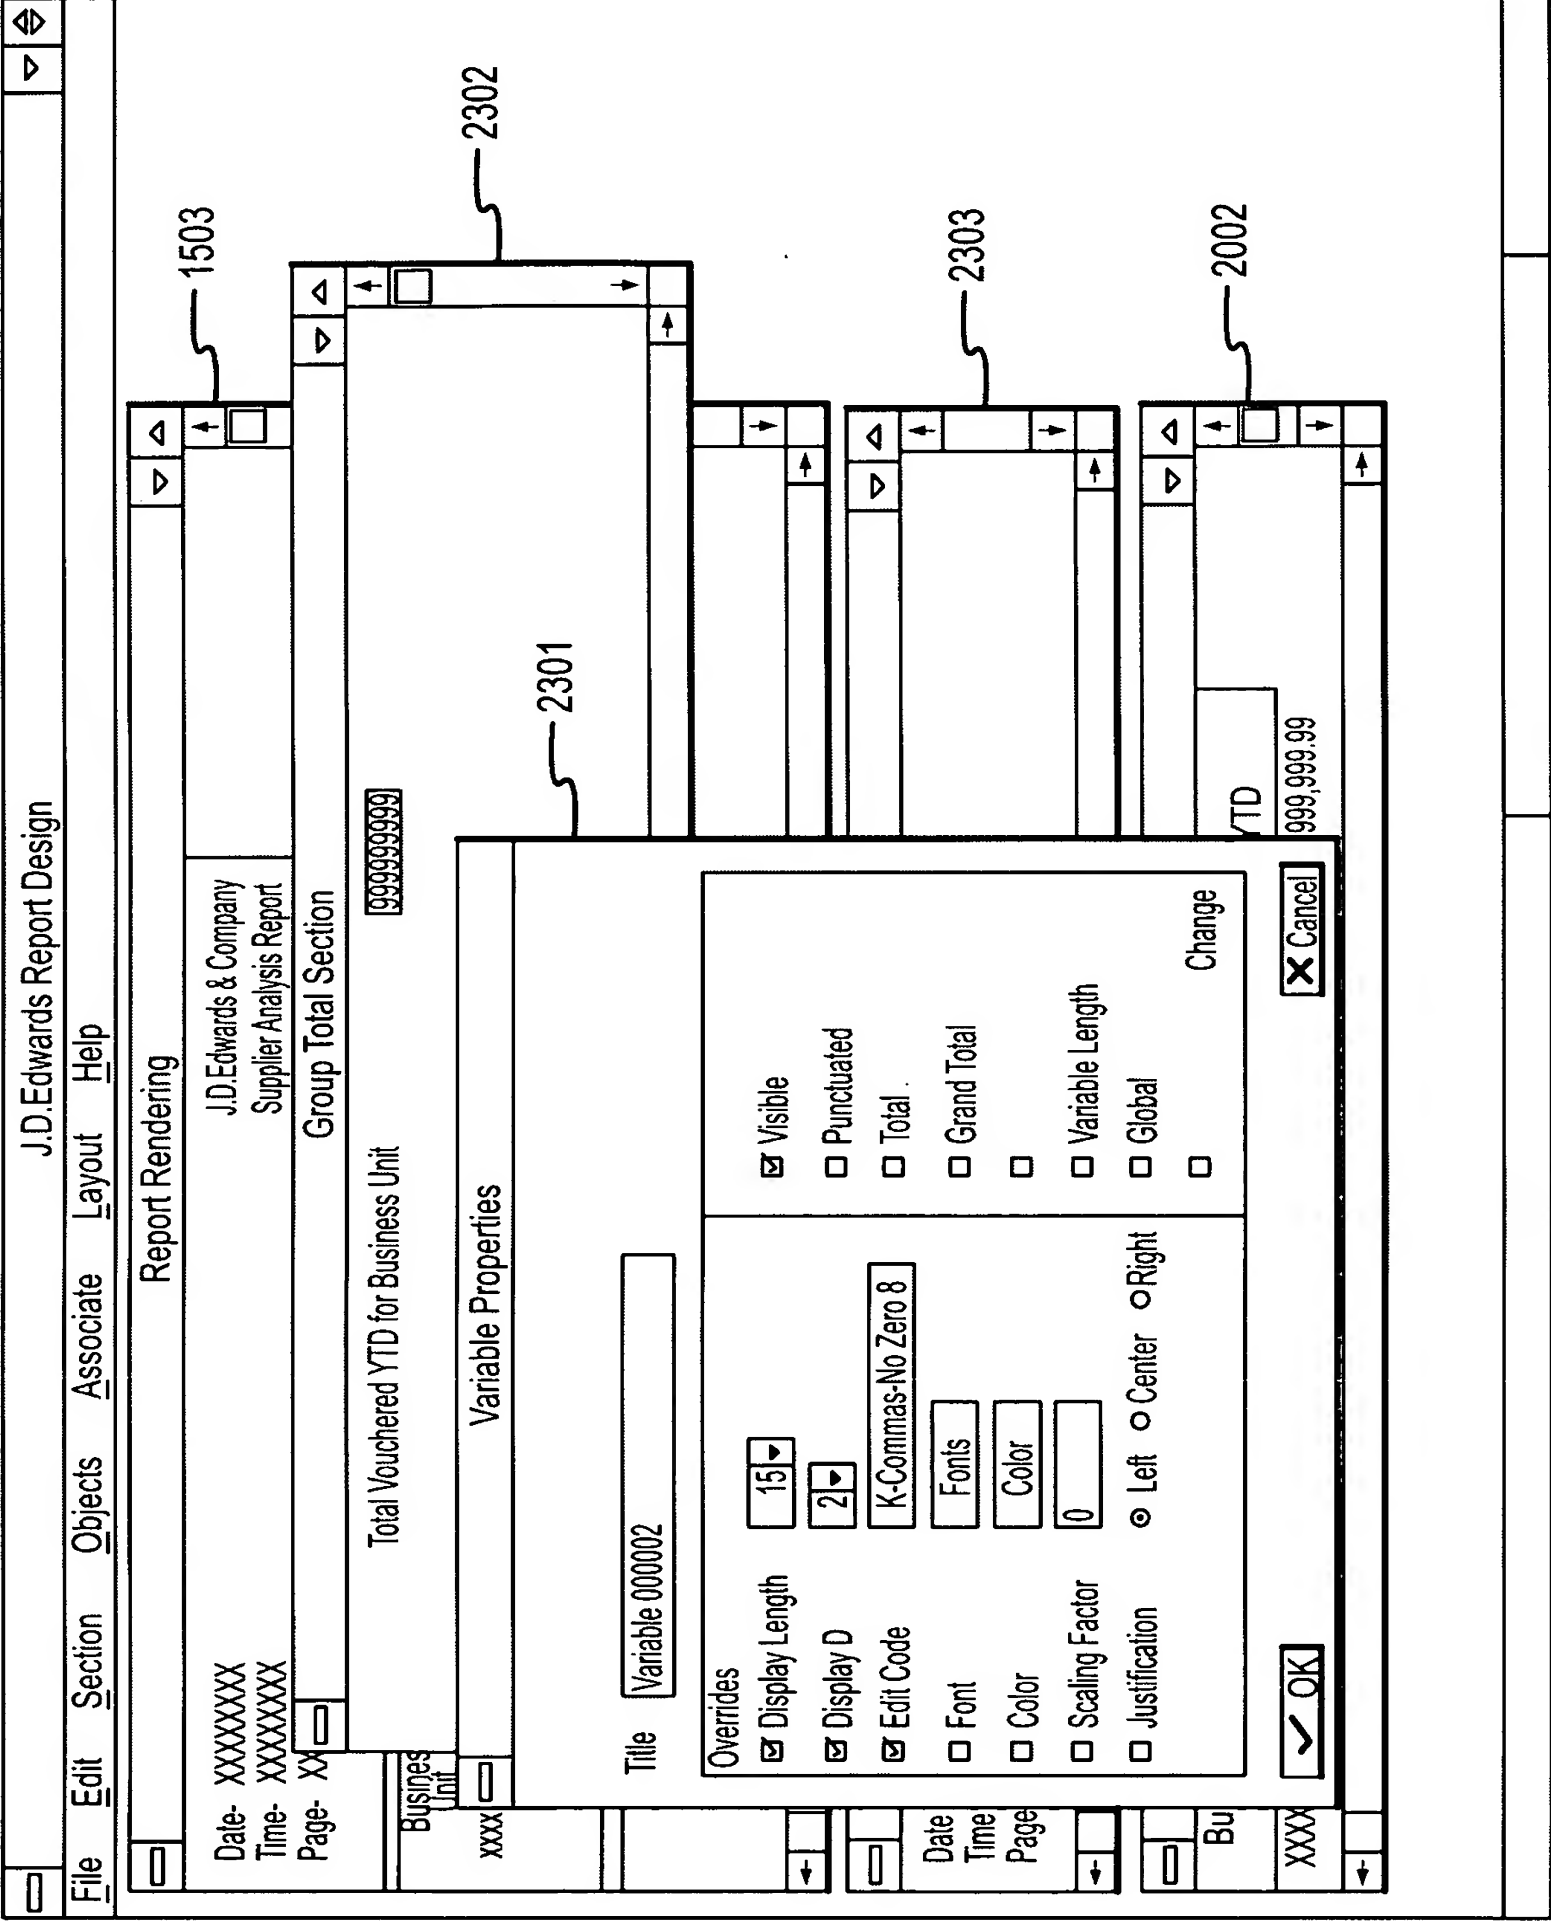 J.D.Edwards Report Design
File Edit Section Objects Associate Layout Help
Report Rendering
1503
Date- XXXXXXXX
J.D.Edwards & Company
Time- XXXXXXXX
Supplier Analysis Report
Page- XX
Group Total Section
2302
Total Vouchered YTD for Business Unit
999999999
Busines
Unit
XXXX
Variable Properties
2301
Title
Variable 000002
Overrides
Display Length
15
Visible
Display D
2
Punctuated
Edit Code
K-Commas-No Zero 8
Total
Font
Fonts
Grand Total
Color
Color
Scaling Factor
0
Variable Length
Justification
Left
Center
Right
Global
Change
OK
Cancel
2303
Date
Time
Page
2002
Bu
YTD
XXXX
999,999.99